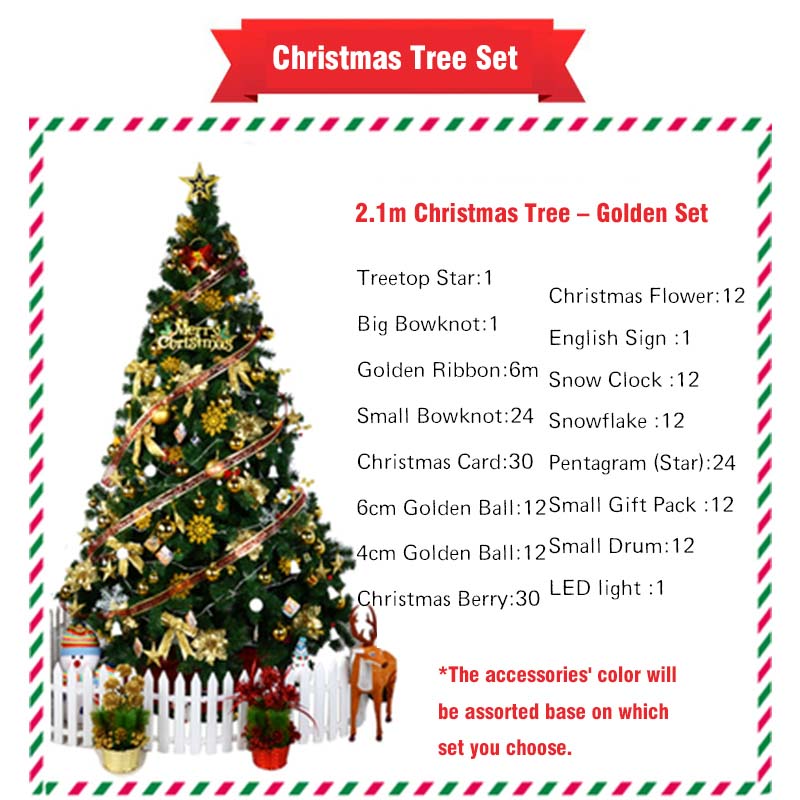 Christmas Tree Set
2.1m Christmas Tree – Golden Set
Merry
Christmas
Treetop Star:1
Big Bowknot:1
Golden Ribbon:6m
Small Bowknot:24
Christmas Card:30
6cm Golden Ball:12
4cm Golden Ball:12
Christmas Berry:30
Christmas Flower:12
English Sign :1
Snow Clock :12
Snowflake :12
Pentagram (Star):24
Small Gift Pack :12
Small Drum:12
LED light :1
*The accessories' color will
be assorted base on which
set you choose.